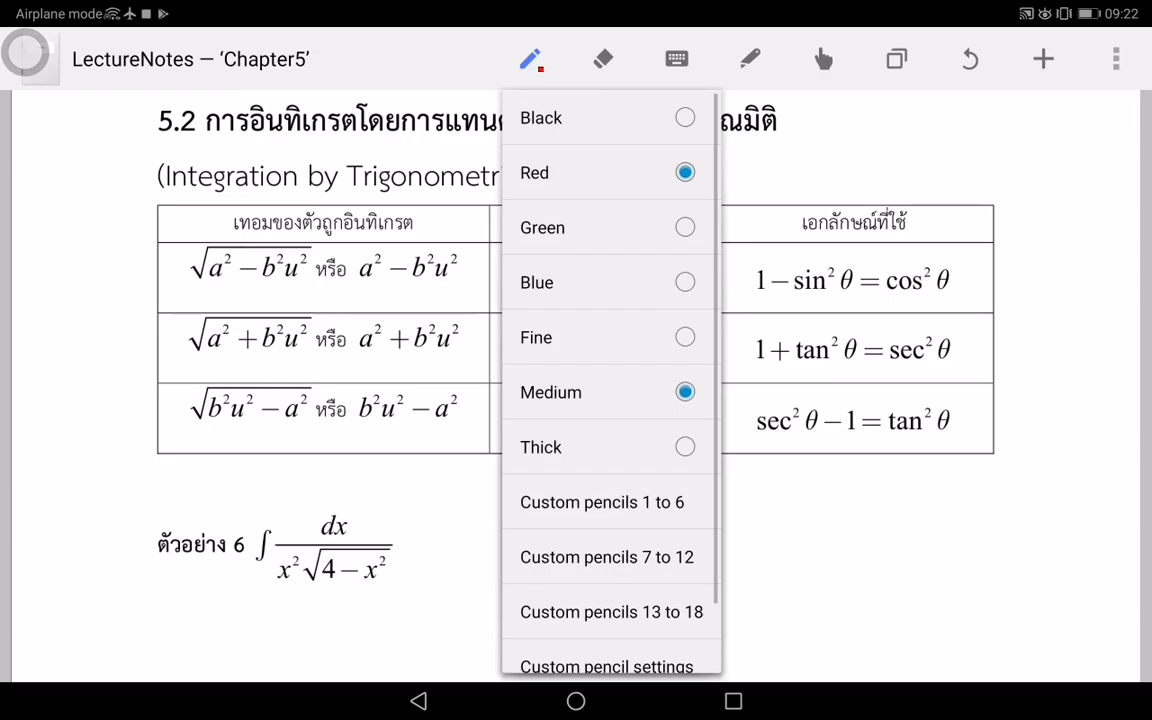 Airplane mode 09:22
LectureNotes — ‘Chapter5’
5.2 การอินทิเกรตโดยการแทน ณมิติ
(Integration by Trigonometri
เทอมของตัวถูกอินทิเกรต เอกลักษณ์ที่ใช้
√(a² − b²u²) หรือ a² − b²u² 1 − sin² θ = cos² θ
√(a² + b²u²) หรือ a² + b²u² 1 + tan² θ = sec² θ
√(b²u² − a²) หรือ b²u² − a² sec² θ − 1 = tan² θ
ตัวอย่าง 6 ∫ dx / (x²√(4 − x²))
Black
Red
Green
Blue
Fine
Medium
Thick
Custom pencils 1 to 6
Custom pencils 7 to 12
Custom pencils 13 to 18
Custom pencil settings